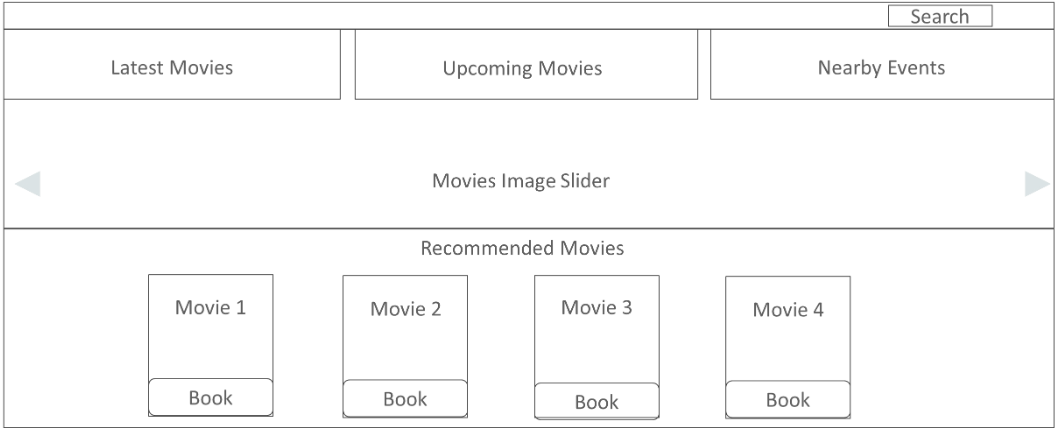 Search
Latest Movies
Upcoming Movies
Nearby Events
Movies Image Slider
Recommended Movies
Movie 1
Movie 2
Movie 3
Movie 4
Book
Book
Book
Book